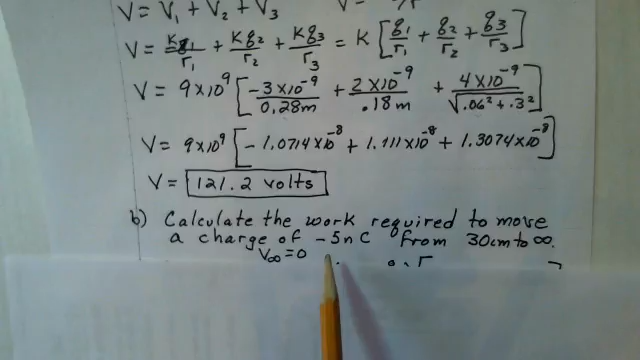 V = V₁ + V₂ + V₃
V = Kq₁/r₁ + Kq₂/r₂ + Kq₃/r₃ = K [q₁/r₁ + q₂/r₂ + q₃/r₃]
V = 9×10⁹ [-3×10⁻⁹/0.28m + 2×10⁻⁹/.18m + 4×10⁻⁹/√.06²+.3²]
V = 9×10⁹ [-1.0714×10⁻⁸ + 1.111×10⁻⁸ + 1.3074×10⁻⁸]
V = 121.2 volts
b) Calculate the work required to move
a charge of -5nC from 30cm to ∞.
V∞=0